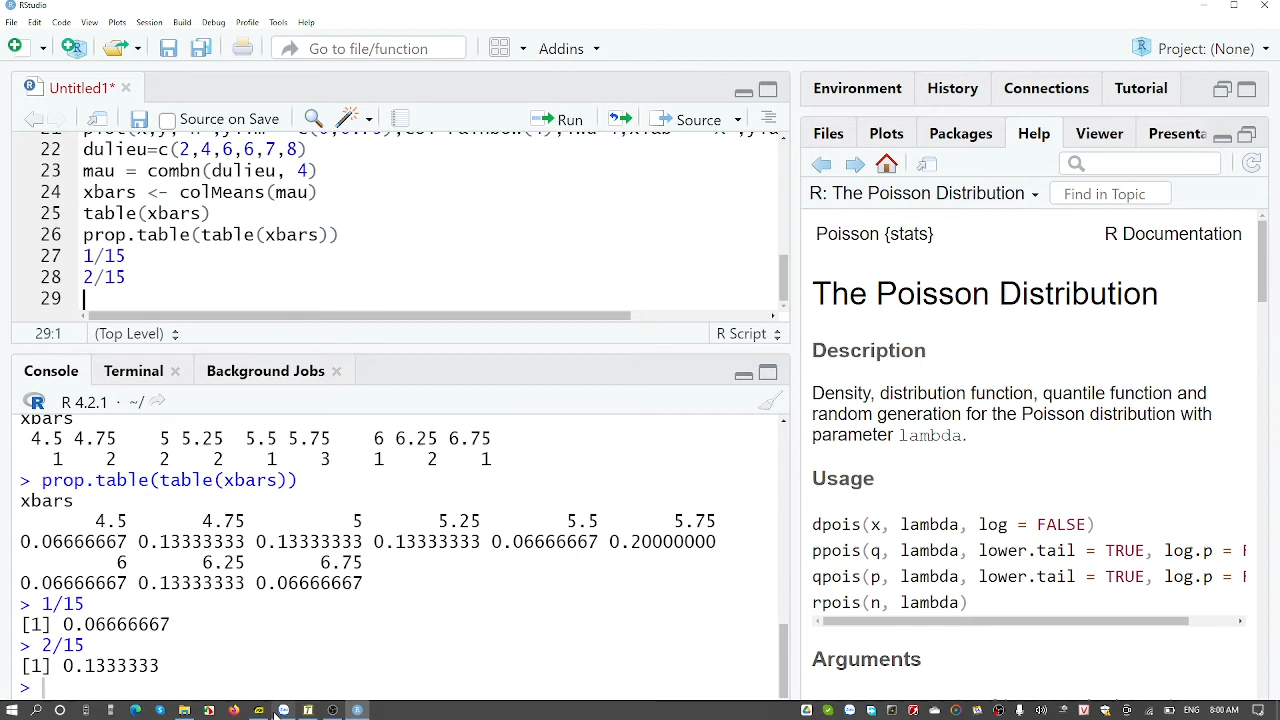 RStudio
File Edit Code View Plots Session Build Debug Profile Tools Help
Go to file/function Addins Project: (None)
Untitled1*
Source on Save Run Source
22 dulieu=c(2,4,6,6,7,8)
23 mau = combn(dulieu, 4)
24 xbars <- colMeans(mau)
25 table(xbars)
26 prop.table(table(xbars))
27 1/15
28 2/15
29
29:1 (Top Level) R Script
Console Terminal Background Jobs
R 4.2.1 · ~/
xbars
4.5 4.75 5 5.25 5.5 5.75 6 6.25 6.75
1 2 2 2 1 3 1 2 1
> prop.table(table(xbars))
xbars
4.5 4.75 5 5.25 5.5 5.75
0.06666667 0.13333333 0.13333333 0.13333333 0.06666667 0.20000000
6 6.25 6.75
0.06666667 0.13333333 0.06666667
> 1/15
[1] 0.06666667
> 2/15
[1] 0.1333333
>
Environment History Connections Tutorial
Files Plots Packages Help Viewer Presenta
R: The Poisson Distribution Find in Topic
Poisson {stats} R Documentation
The Poisson Distribution
Description
Density, distribution function, quantile function and
random generation for the Poisson distribution with
parameter lambda.
Usage
dpois(x, lambda, log = FALSE)
ppois(q, lambda, lower.tail = TRUE, log.p = F
qpois(p, lambda, lower.tail = TRUE, log.p = F
rpois(n, lambda)
Arguments
ENG 8:00 AM